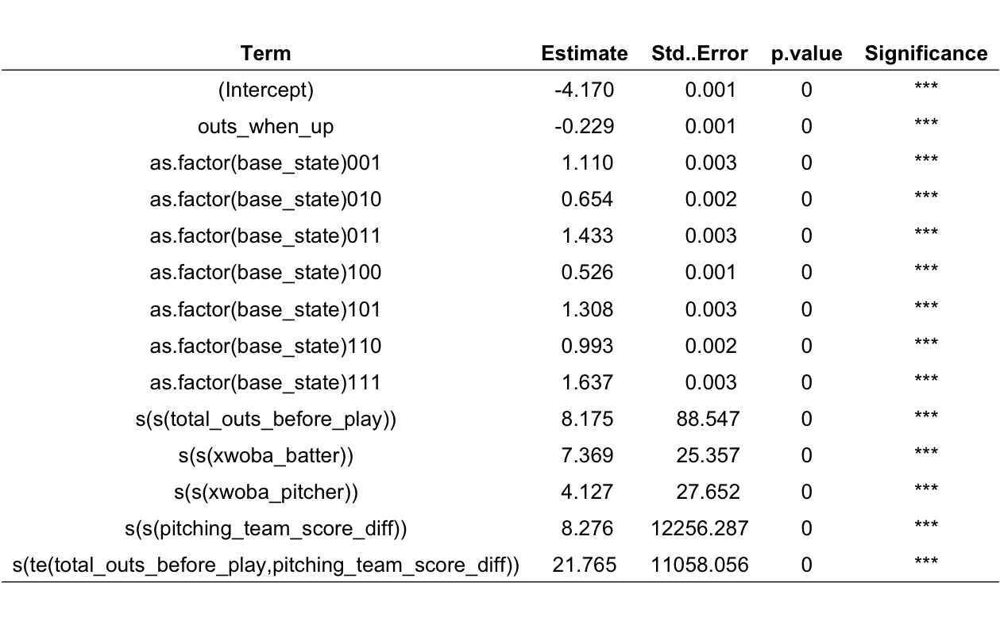 Term Estimate Std..Error p.value Significance
(Intercept) -4.170 0.001 0 ***
outs_when_up -0.229 0.001 0 ***
as.factor(base_state)001 1.110 0.003 0 ***
as.factor(base_state)010 0.654 0.002 0 ***
as.factor(base_state)011 1.433 0.003 0 ***
as.factor(base_state)100 0.526 0.001 0 ***
as.factor(base_state)101 1.308 0.003 0 ***
as.factor(base_state)110 0.993 0.002 0 ***
as.factor(base_state)111 1.637 0.003 0 ***
s(s(total_outs_before_play)) 8.175 88.547 0 ***
s(s(xwoba_batter)) 7.369 25.357 0 ***
s(s(xwoba_pitcher)) 4.127 27.652 0 ***
s(s(pitching_team_score_diff)) 8.276 12256.287 0 ***
s(te(total_outs_before_play,pitching_team_score_diff)) 21.765 11058.056 0 ***